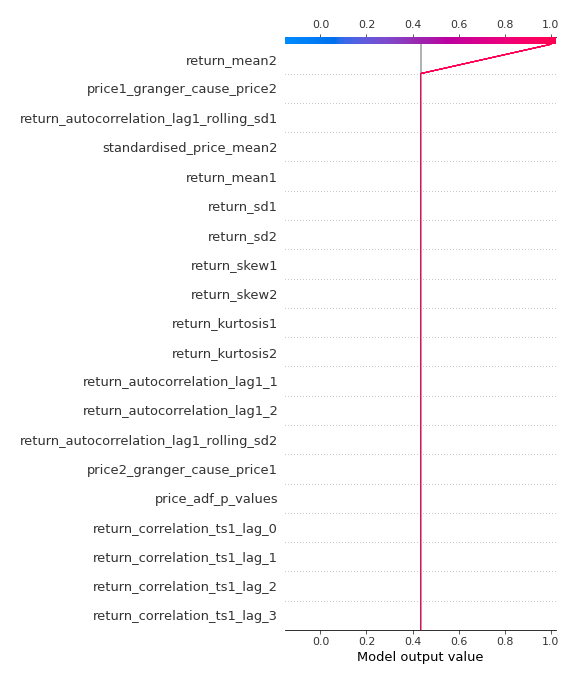 0.0 0.2 0.4 0.6 0.8 1.0
return_mean2
price1_granger_cause_price2
return_autocorrelation_lag1_rolling_sd1
standardised_price_mean2
return_mean1
return_sd1
return_sd2
return_skew1
return_skew2
return_kurtosis1
return_kurtosis2
return_autocorrelation_lag1_1
return_autocorrelation_lag1_2
return_autocorrelation_lag1_rolling_sd2
price2_granger_cause_price1
price_adf_p_values
return_correlation_ts1_lag_0
return_correlation_ts1_lag_1
return_correlation_ts1_lag_2
return_correlation_ts1_lag_3
0.0 0.2 0.4 0.6 0.8 1.0
Model output value